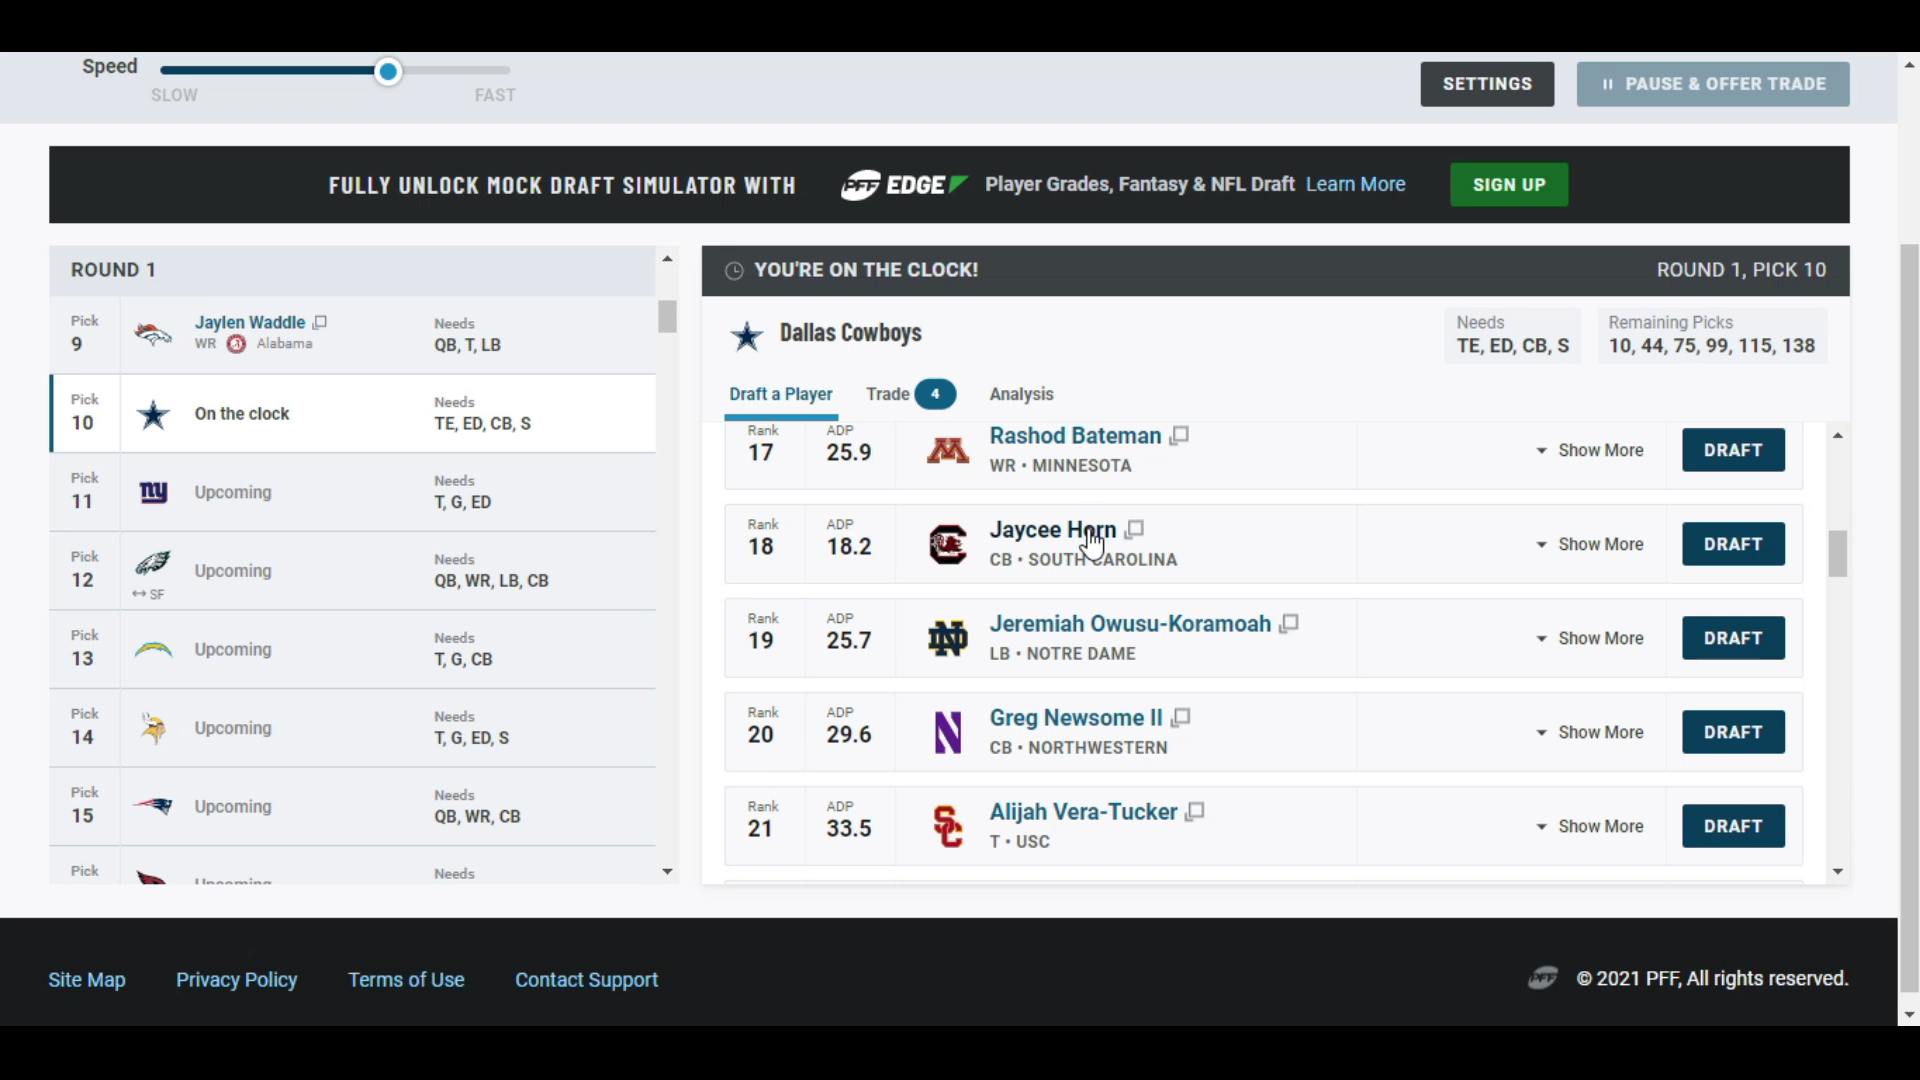 Speed
SLOW FAST
SETTINGS
PAUSE & OFFER TRADE
FULLY UNLOCK MOCK DRAFT SIMULATOR WITH PFF EDGE Player Grades, Fantasy & NFL Draft Learn More SIGN UP
ROUND 1
Pick
9
Jaylen Waddle
WR Alabama
Needs
QB, T, LB
Pick
10
On the clock
Needs
TE, ED, CB, S
Pick
11
ny
Upcoming
Needs
T, G, ED
Pick
12
SF
Upcoming
Needs
QB, WR, LB, CB
Pick
13
Upcoming
Needs
T, G, CB
Pick
14
Upcoming
Needs
T, G, ED, S
Pick
15
Upcoming
Needs
QB, WR, CB
Pick
Upcoming
Needs
YOU'RE ON THE CLOCK!
ROUND 1, PICK 10
Dallas Cowboys
Needs
TE, ED, CB, S
Remaining Picks
10, 44, 75, 99, 115, 138
Draft a Player
Trade 4
Analysis
Rank
17
ADP
25.9
M
Rashod Bateman
WR • MINNESOTA
Show More
DRAFT
Rank
18
ADP
18.2
C
Jaycee Horn
CB • SOUTH CAROLINA
Show More
DRAFT
Rank
19
ADP
25.7
ND
Jeremiah Owusu-Koramoah
LB • NOTRE DAME
Show More
DRAFT
Rank
20
ADP
29.6
N
Greg Newsome II
CB • NORTHWESTERN
Show More
DRAFT
Rank
21
ADP
33.5
SC
Alijah Vera-Tucker
T • USC
Show More
DRAFT
Site Map
Privacy Policy
Terms of Use
Contact Support
PFF
© 2021 PFF, All rights reserved.